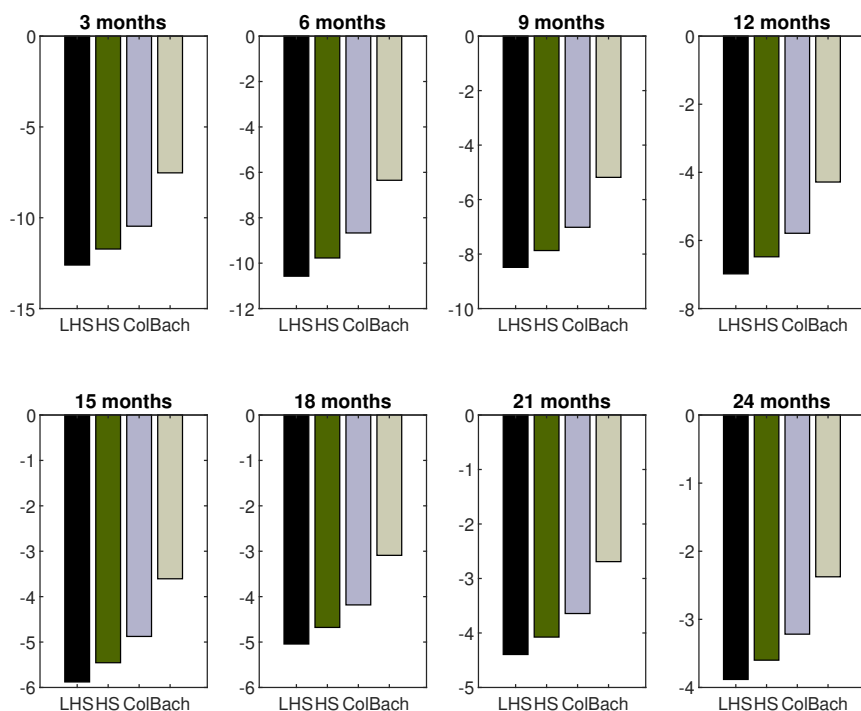 3 months
0
-5
-10
-15
LHS HS Col Bach
6 months
0
-2
-4
-6
-8
-10
-12
LHS HS Col Bach
9 months
0
-2
-4
-6
-8
-10
LHS HS Col Bach
12 months
0
-2
-4
-6
-8
LHS HS Col Bach
15 months
0
-1
-2
-3
-4
-5
-6
LHS HS Col Bach
18 months
0
-1
-2
-3
-4
-5
-6
LHS HS Col Bach
21 months
0
-1
-2
-3
-4
-5
LHS HS Col Bach
24 months
0
-1
-2
-3
-4
LHS HS Col Bach